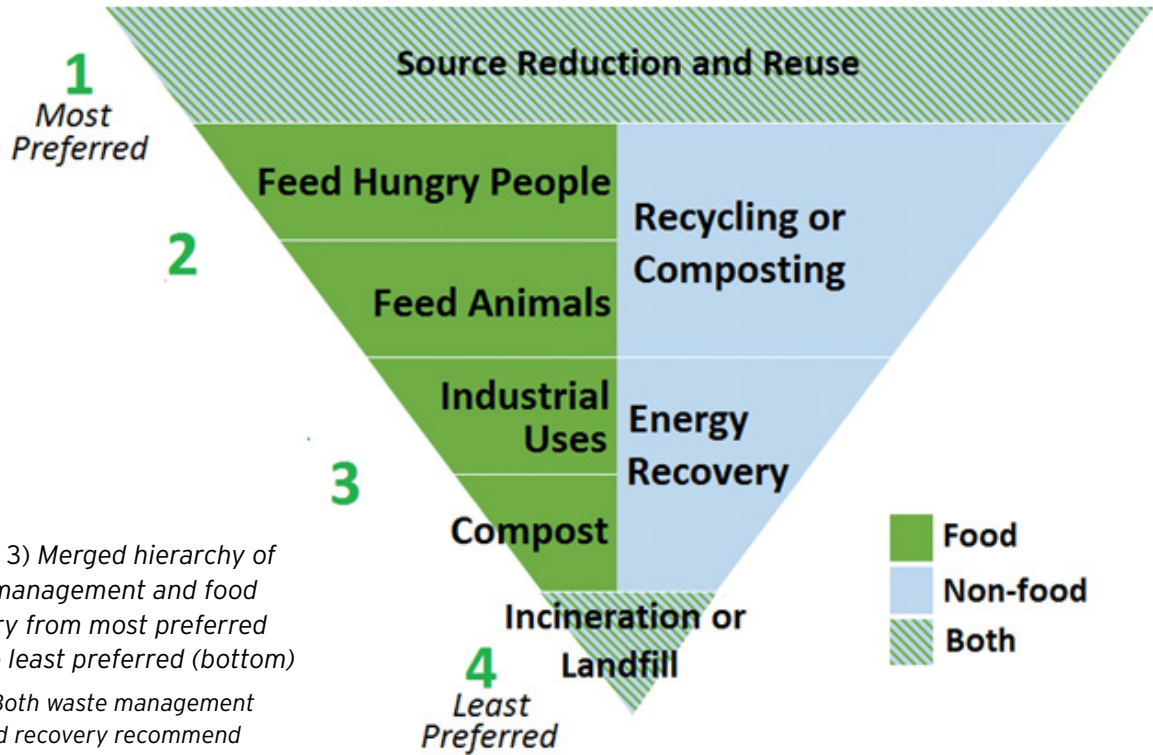 Source Reduction and Reuse
1
Most
Preferred
Feed Hungry People
Recycling or
Composting
2
Feed Animals
Industrial
Uses
Energy
Recovery
3
Compost
Incineration or
Landfill
4
Least
Preferred
3) Merged hierarchy of
management and food
ry from most preferred
least preferred (bottom)
Both waste management
d recovery recommend
Food
Non-food
Both